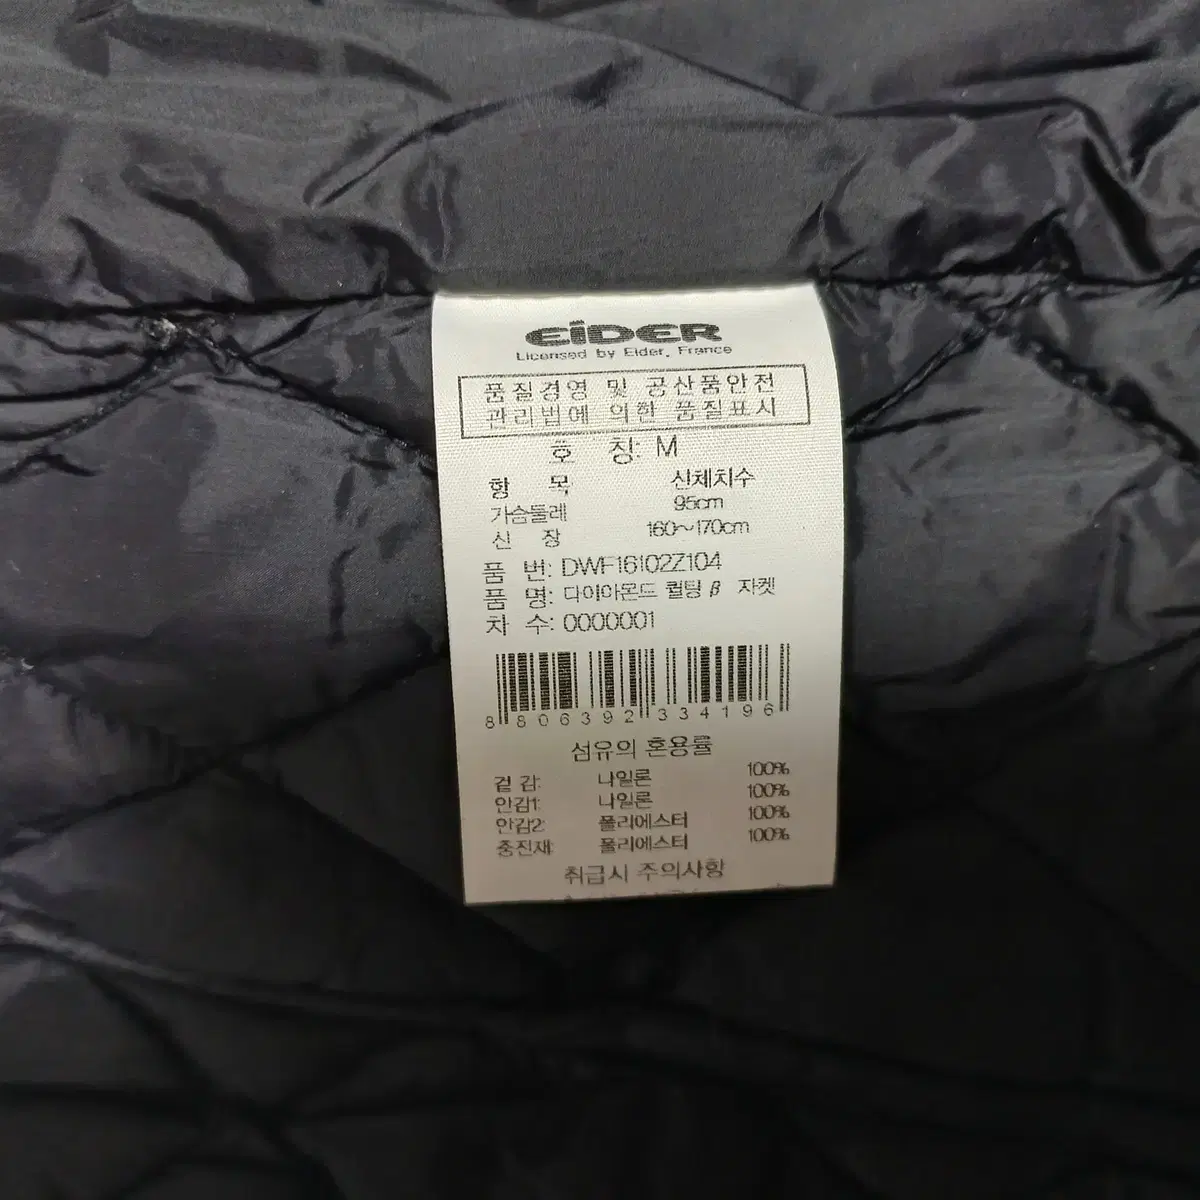 EiDER
Licensed by Eider, France
품질경영 및 공산품안전
관리법에 의한 품질표시
호 칭: M
항 목 신체치수
가슴둘레 95cm
신 장 160~170cm
품 번: DWF16102Z104
품 명: 다이아몬드 퀼팅 β 자켓
차 수: 0000001
8 806392 334196
섬유의 혼용률
겉 감: 나일론 100%
안감1: 나일론 100%
안감2: 폴리에스터 100%
충전재: 폴리에스터 100%
취급시 주의사항